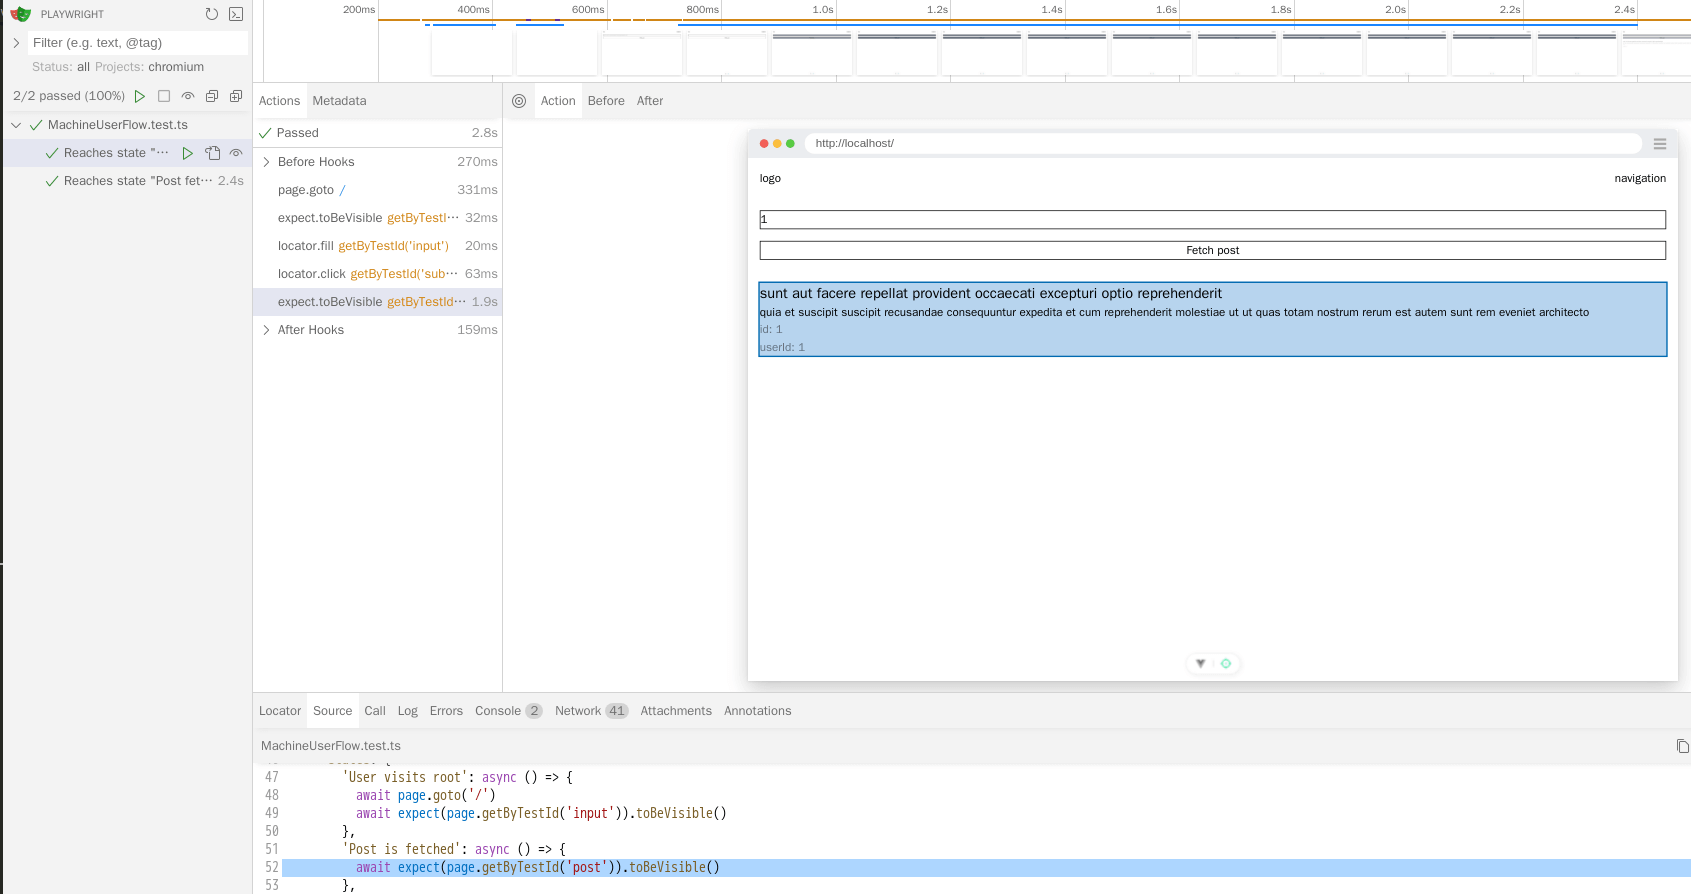 PLAYWRIGHT
Filter (e.g. text, @tag)
Status: all Projects: chromium
2/2 passed (100%)
MachineUserFlow.test.ts
Reaches state "···
Reaches state "Post fet··· 2.4s
200ms 400ms 600ms 800ms 1.0s 1.2s 1.4s 1.6s 1.8s 2.0s 2.2s 2.4s
Actions Metadata
Passed 2.8s
Before Hooks 270ms
page.goto / 331ms
expect.toBeVisible getByTestI··· 32ms
locator.fill getByTestId('input') 20ms
locator.click getByTestId('sub··· 63ms
expect.toBeVisible getByTestId··· 1.9s
After Hooks 159ms
Action Before After
http://localhost/
logo navigation
1
Fetch post
sunt aut facere repellat provident occaecati excepturi optio reprehenderit
quia et suscipit suscipit recusandae consequuntur expedita et cum reprehenderit molestiae ut ut quas totam nostrum rerum est autem sunt rem eveniet architecto
id: 1
userId: 1
Locator Source Call Log Errors Console 2 Network 41 Attachments Annotations
MachineUserFlow.test.ts
47 'User visits root': async () => {
48 await page.goto('/')
49 await expect(page.getByTestId('input')).toBeVisible()
50 },
51 'Post is fetched': async () => {
52 await expect(page.getByTestId('post')).toBeVisible()
53 },